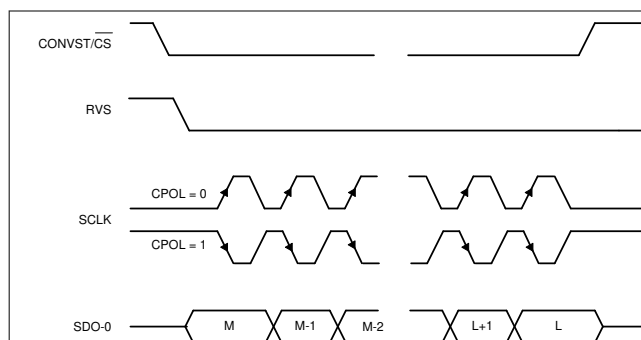 CONVST/CS
RVS
CPOL = 0
SCLK
CPOL = 1
SDO-0 M M-1 M-2 L+1 L